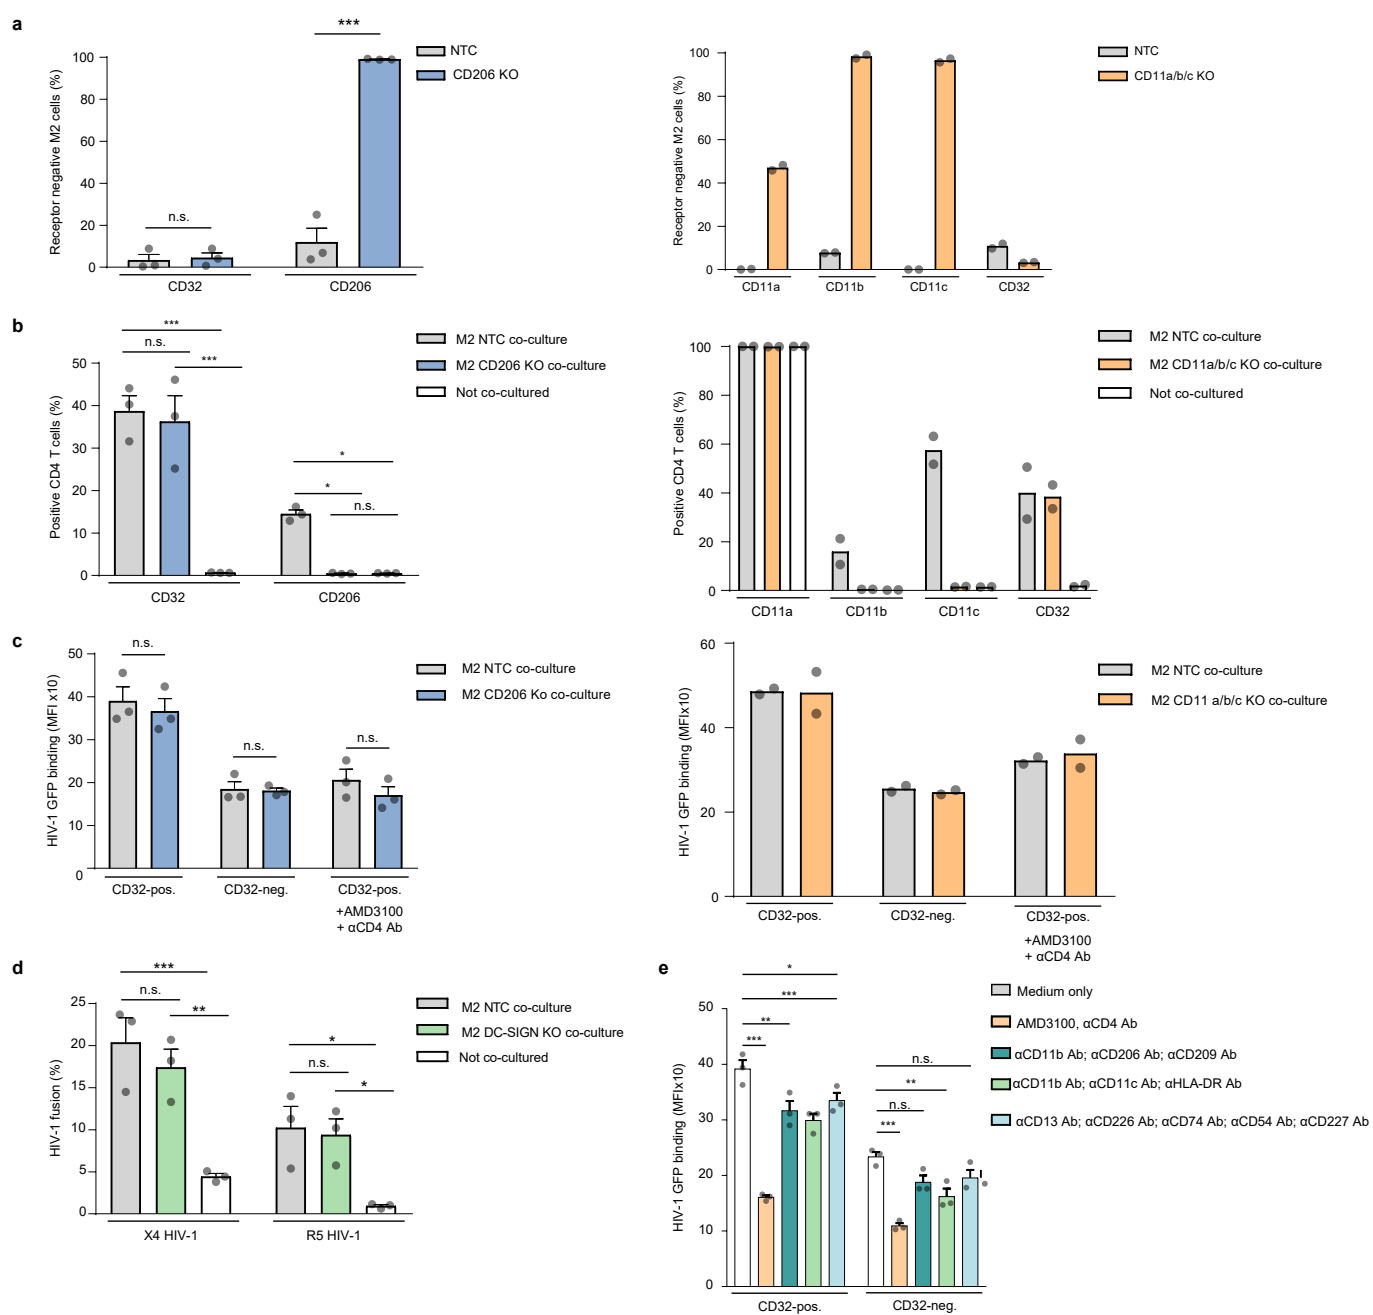 a
***
NTC
CD206 KO
Receptor negative M2 cells (%)
100
80
60
40
20
0
n.s.
CD32
CD206
NTC
CD11a/b/c KO
Receptor negative M2 cells (%)
100
80
60
40
20
0
CD11a
CD11b
CD11c
CD32
b
***
n.s.
***
M2 NTC co-culture
M2 CD206 KO co-culture
Not co-cultured
Positive CD4 T cells (%)
50
40
30
20
10
0
*
*
n.s.
CD32
CD206
M2 NTC co-culture
M2 CD11a/b/c KO co-culture
Not co-cultured
Positive CD4 T cells (%)
100
80
60
40
20
0
CD11a
CD11b
CD11c
CD32
c
n.s.
M2 NTC co-culture
M2 CD206 Ko co-culture
HIV-1 GFP binding (MFI x10)
50
40
30
20
10
0
n.s.
n.s.
CD32-pos.
CD32-neg.
CD32-pos.
+AMD3100
+ αCD4 Ab
M2 NTC co-culture
M2 CD11 a/b/c KO co-culture
HIV-1 GFP binding (MFIx10)
60
40
20
0
CD32-pos.
CD32-neg.
CD32-pos.
+AMD3100
+ αCD4 Ab
d
***
n.s.
**
M2 NTC co-culture
M2 DC-SIGN KO co-culture
Not co-cultured
HIV-1 fusion (%)
25
20
15
10
5
0
*
n.s.
*
X4 HIV-1
R5 HIV-1
e
*
***
**
***
Medium only
AMD3100, αCD4 Ab
αCD11b Ab; αCD206 Ab; αCD209 Ab
αCD11b Ab; αCD11c Ab; αHLA-DR Ab
αCD13 Ab; αCD226 Ab; αCD74 Ab; αCD54 Ab; αCD227 Ab
HIV-1 GFP binding (MFIx10)
50
40
30
20
10
0
n.s.
**
n.s.
***
CD32-pos.
CD32-neg.